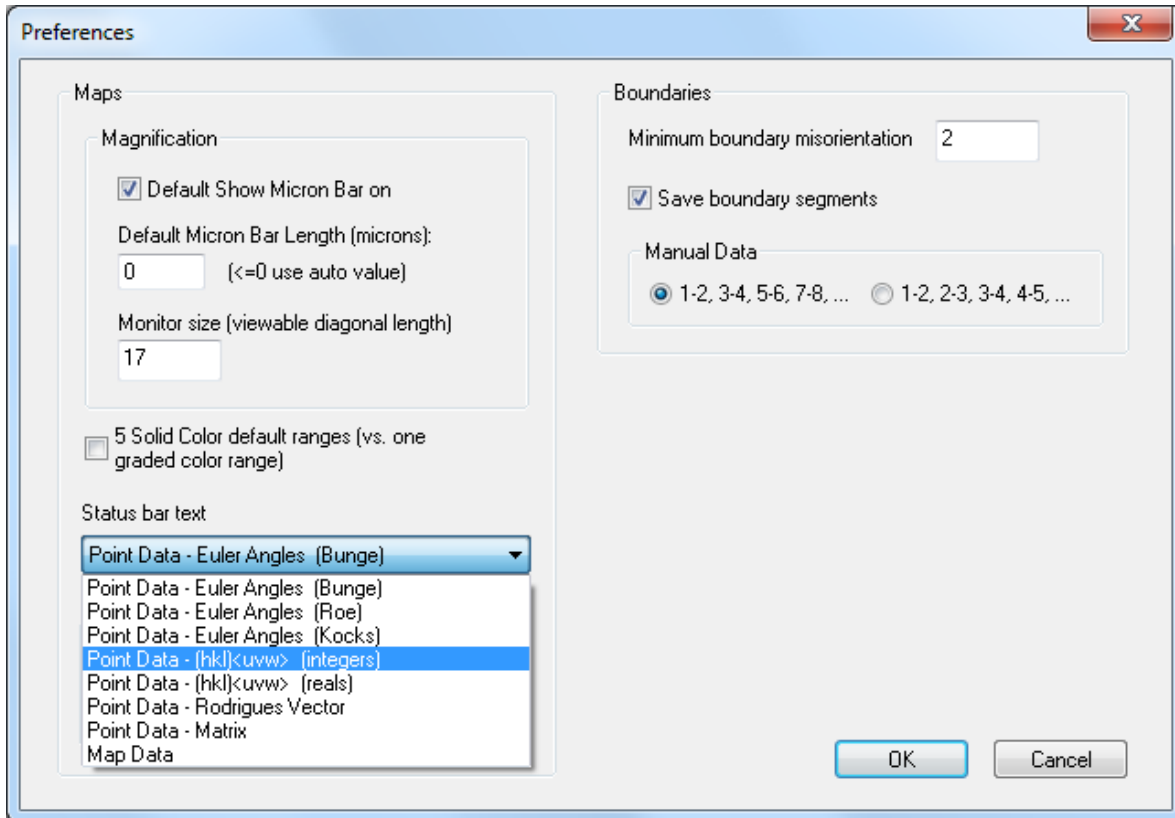 Preferences
Maps
Magnification
Default Show Micron Bar on
Default Micron Bar Length (microns):
0 (<=0 use auto value)
Monitor size (viewable diagonal length)
17
5 Solid Color default ranges (vs. one
graded color range)
Status bar text
Point Data - Euler Angles (Bunge)
Point Data - Euler Angles (Bunge)
Point Data - Euler Angles (Roe)
Point Data - Euler Angles (Kocks)
Point Data - (hkl)<uvw> (integers)
Point Data - (hkl)<uvw> (reals)
Point Data - Rodrigues Vector
Point Data - Matrix
Map Data
Boundaries
Minimum boundary misorientation 2
Save boundary segments
Manual Data
1-2, 3-4, 5-6, 7-8, ... 1-2, 2-3, 3-4, 4-5, ...
OK Cancel